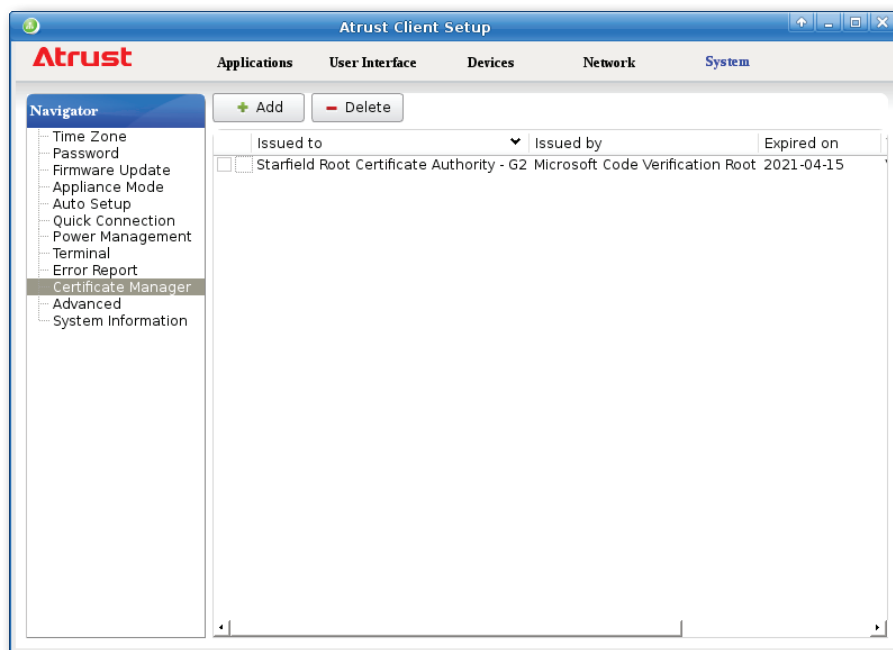 Atrust Client Setup
Atrust
Applications User Interface Devices Network System
Navigator
Time Zone
Password
Firmware Update
Appliance Mode
Auto Setup
Quick Connection
Power Management
Terminal
Error Report
Certificate Manager
Advanced
System Information
Add Delete
Issued to Issued by Expired on
Starfield Root Certificate Authority - G2 Microsoft Code Verification Root 2021-04-15